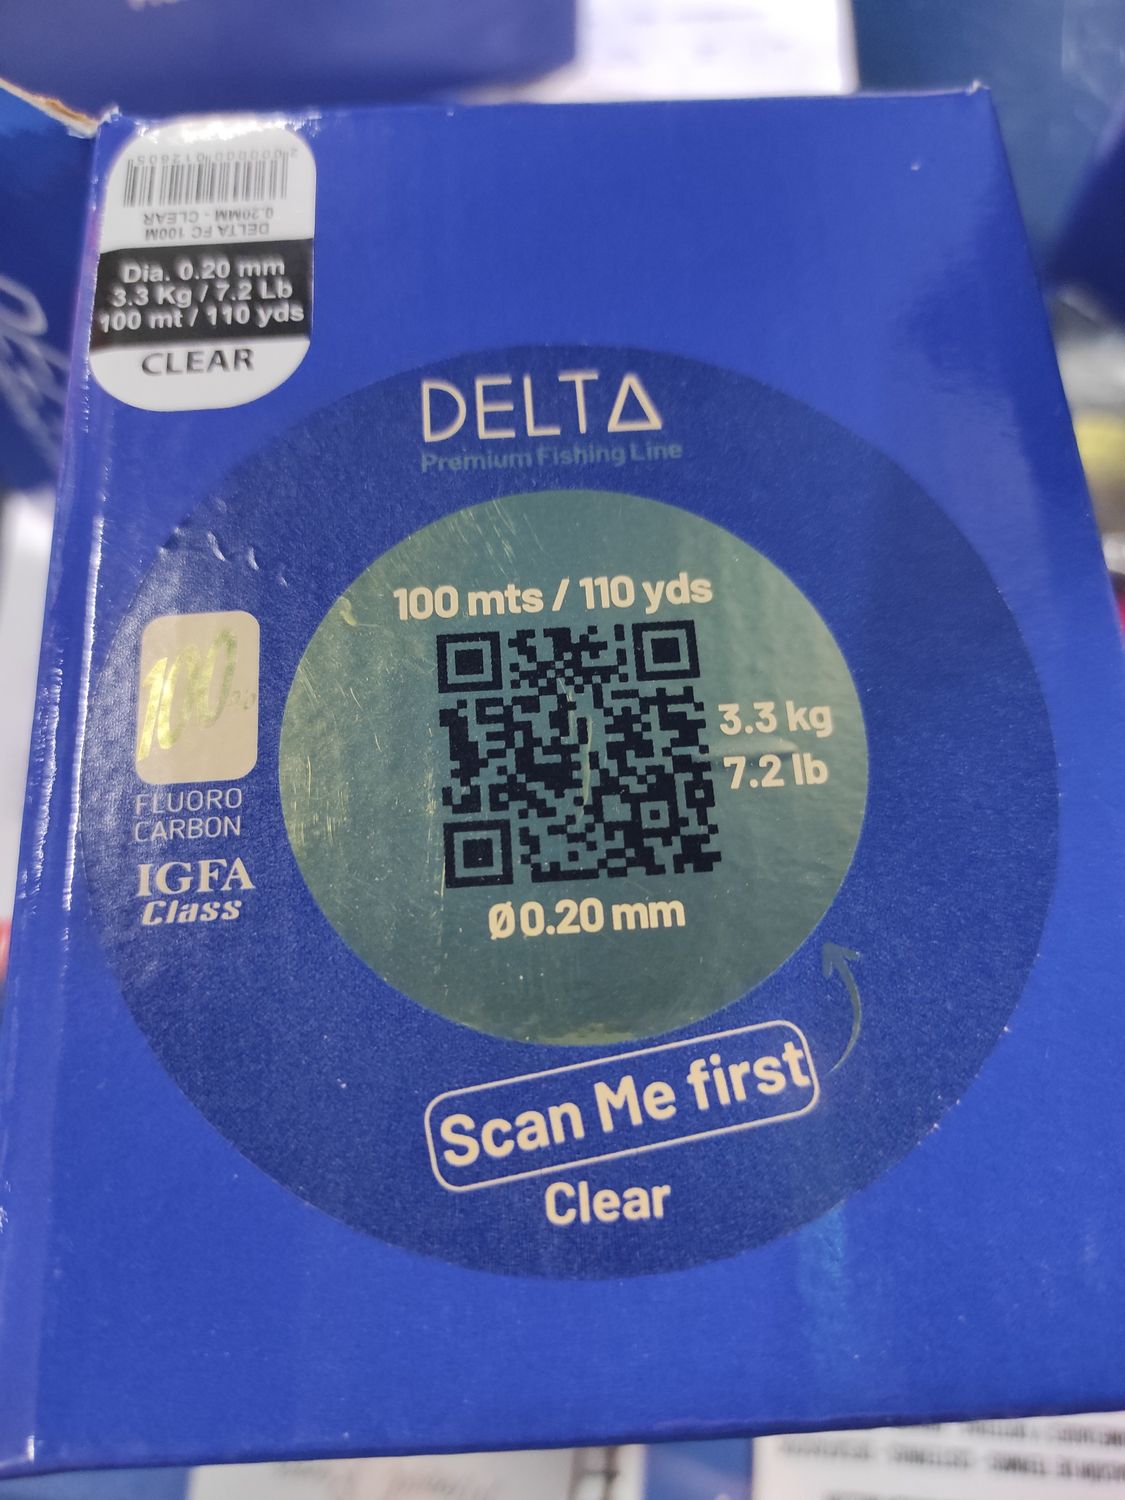 2000000012605
DELTA FC 100M
0.20MM - CLEAR
Dia. 0.20 mm
3.3 Kg / 7.2 Lb
100 mt / 110 yds
CLEAR
DELTA
Premium Fishing Line
100 mts / 110 yds
3.3 kg
7.2 lb
Ø 0.20 mm
100%
FLUORO
CARBON
IGFA
Class
Scan Me first
Clear